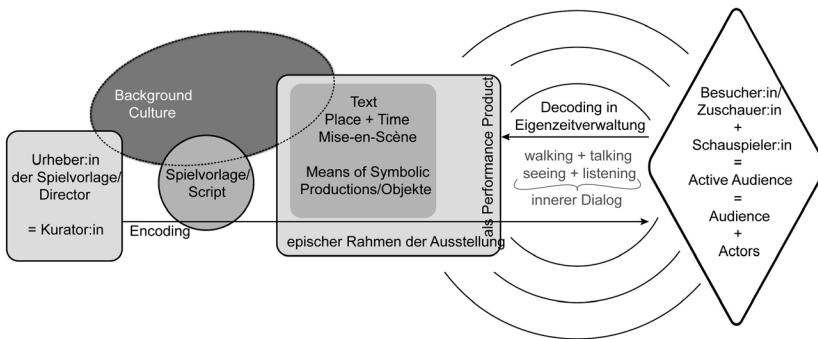 Background
Culture
Urheber:in
der Spielvorlage/
Director
= Kurator:in
Spielvorlage/
Script
Encoding
Text
Place + Time
Mise-en-Scène
Means of Symbolic
Productions/Objekte
epischer Rahmen der Ausstellung
als Performance Product
Decoding in
Eigenzeitverwaltung
walking + talking
seeing + listening
innerer Dialog
Besucher:in/
Zuschauer:in
+
Schauspieler:in
=
Active Audience
=
Audience
+
Actors